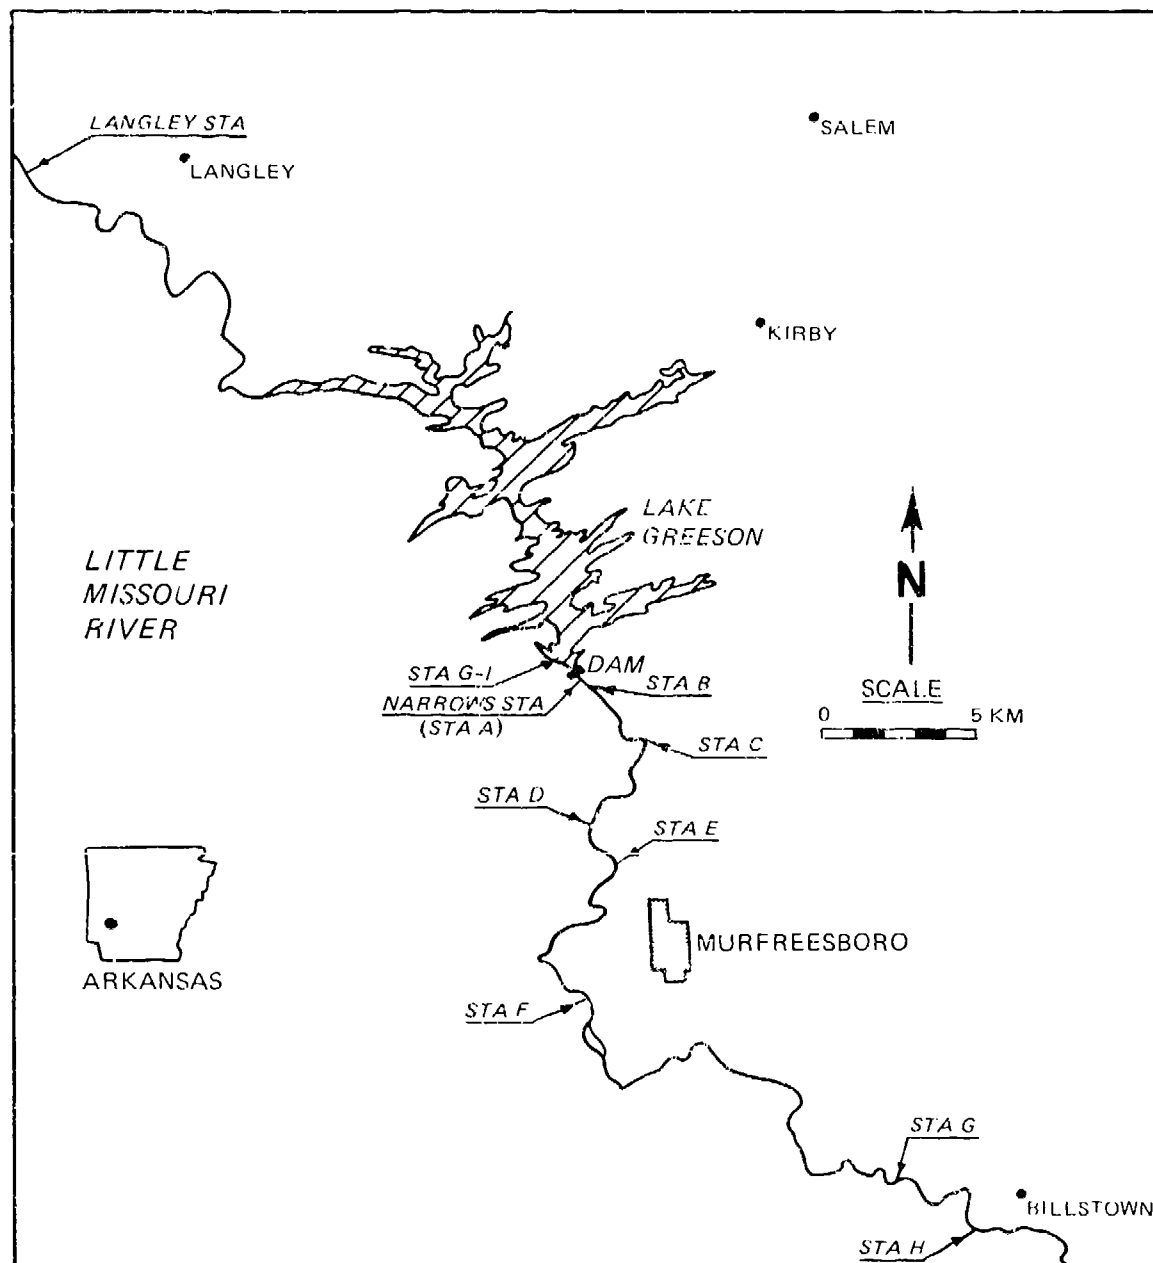 LANGLEY STA
LANGLEY
SALEM
KIRBY
LAKE
GREESON
LITTLE
MISSOURI
RIVER
N
DAM
STA G-1
STA B
NARROWS STA
(STA A)
SCALE
0 5 KM
STA C
STA D
STA E
MURFREESBORO
ARKANSAS
STA F
STA G
BILLSTOWN
STA H